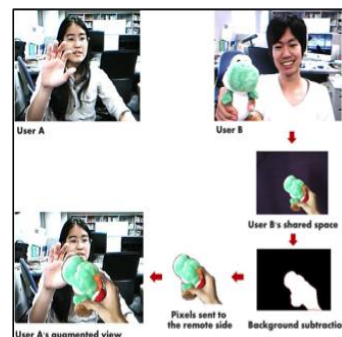 User A
User B
User B's shared space
Pixels sent
to the remote side
Background subtraction
User A's augmented view